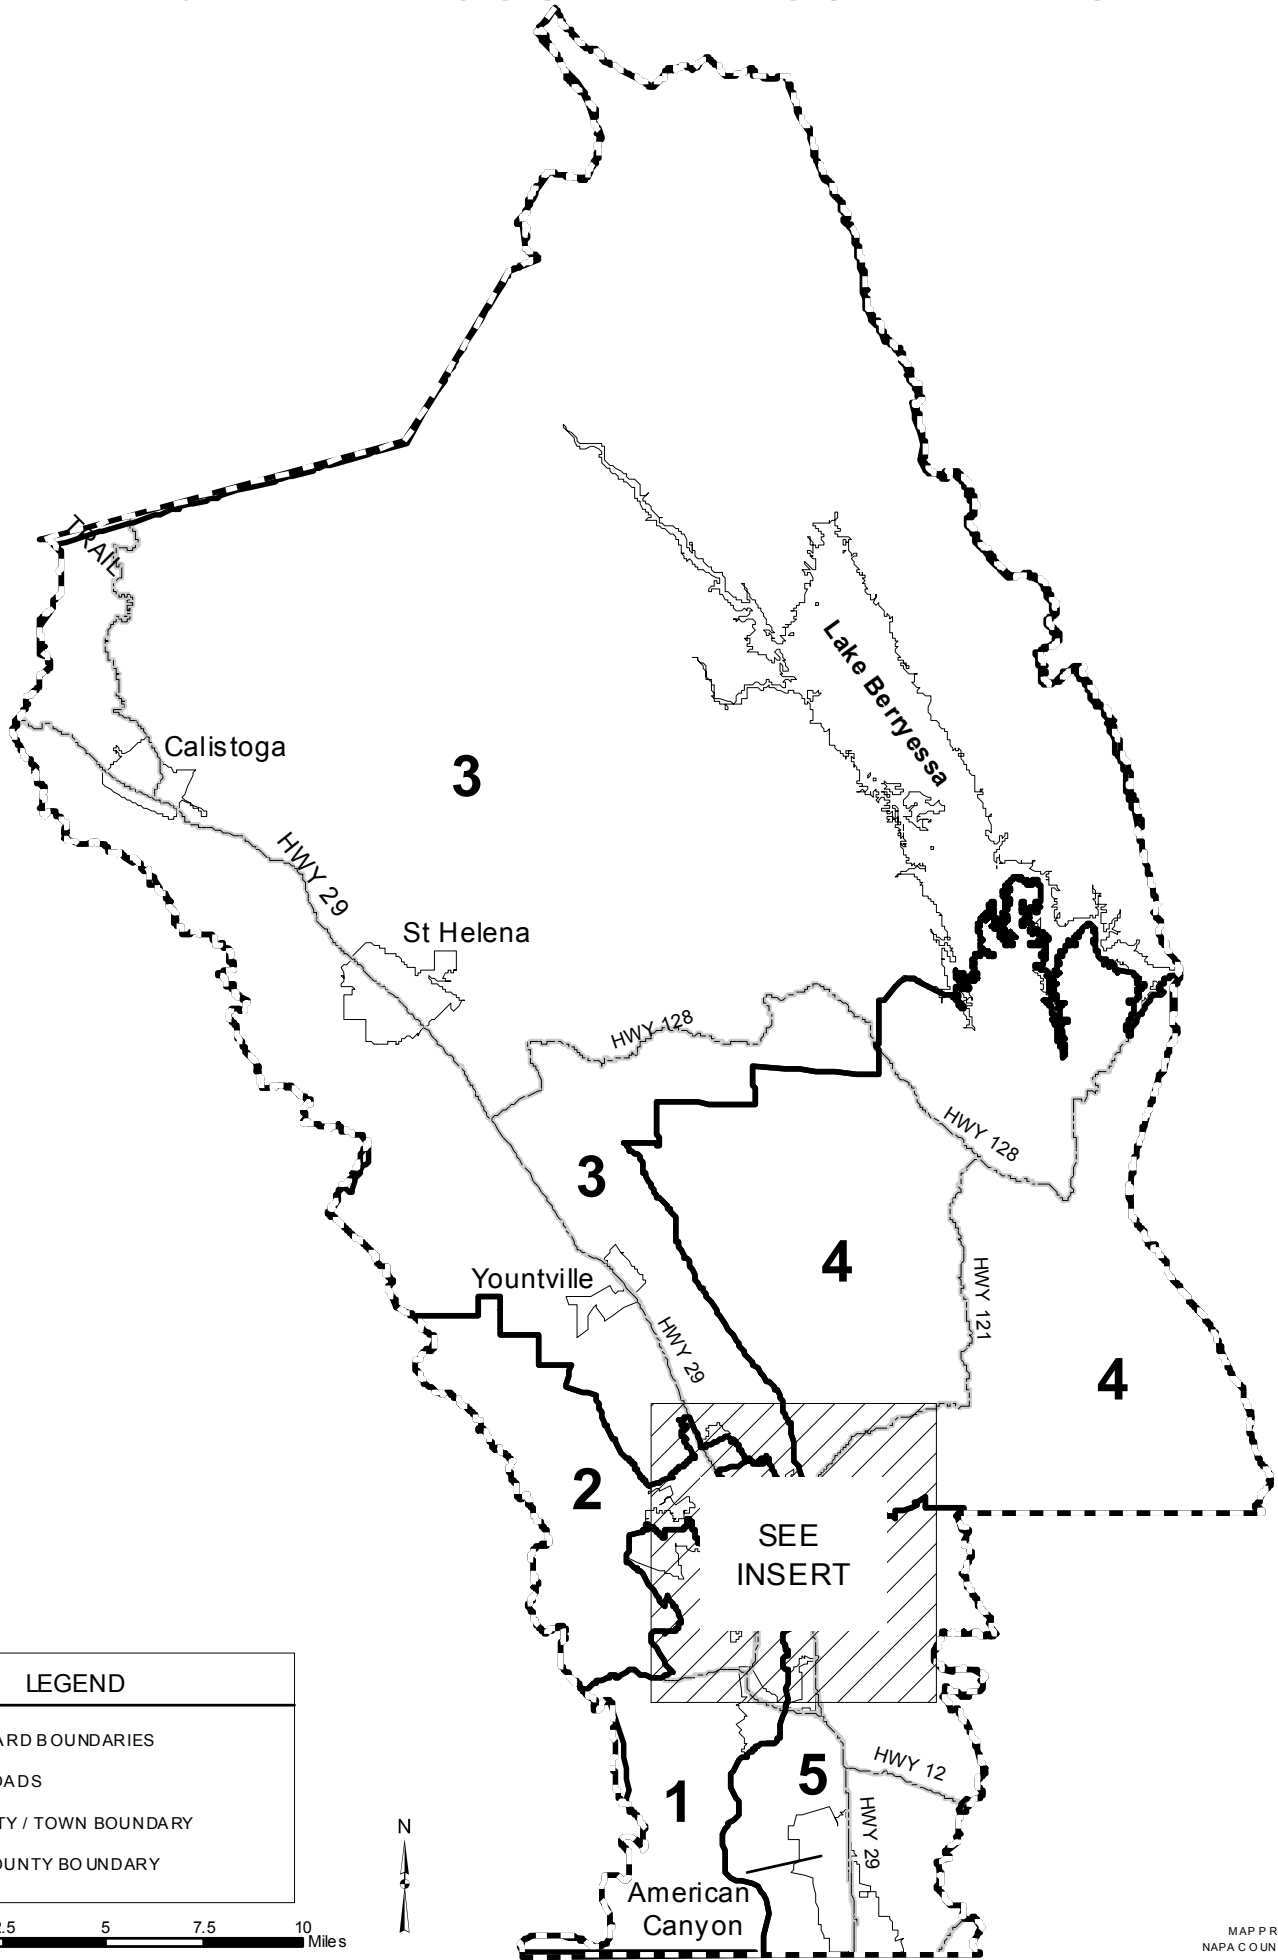 TRAIL
Calistoga
3
Lake Berryessa
HWY 29
St Helena
HWY 128
HWY 128
3
4
Yountville
HWY 121
HWY 29
4
2
SEE
INSERT
LEGEND
ARD BOUNDARIES
OADS
TY / TOWN BOUNDARY
OUNTY BOUNDARY
2.5 5 7.5 10
Miles
N
1
5
HWY 12
HWY 29
American
Canyon
MAP PR
NAPA COUN